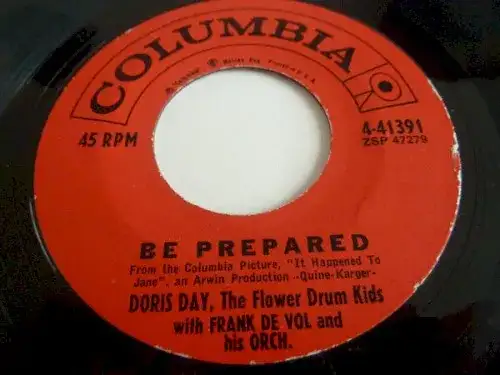 COLUMBIA
45 RPM
4-41391
ZSP 47279
BE PREPARED
From the Columbia Picture, "It Happened To
Jane", an Arwin Production -Quine-Karger-
DORIS DAY, The Flower Drum Kids
with FRANK DE VOL and
his ORCH.